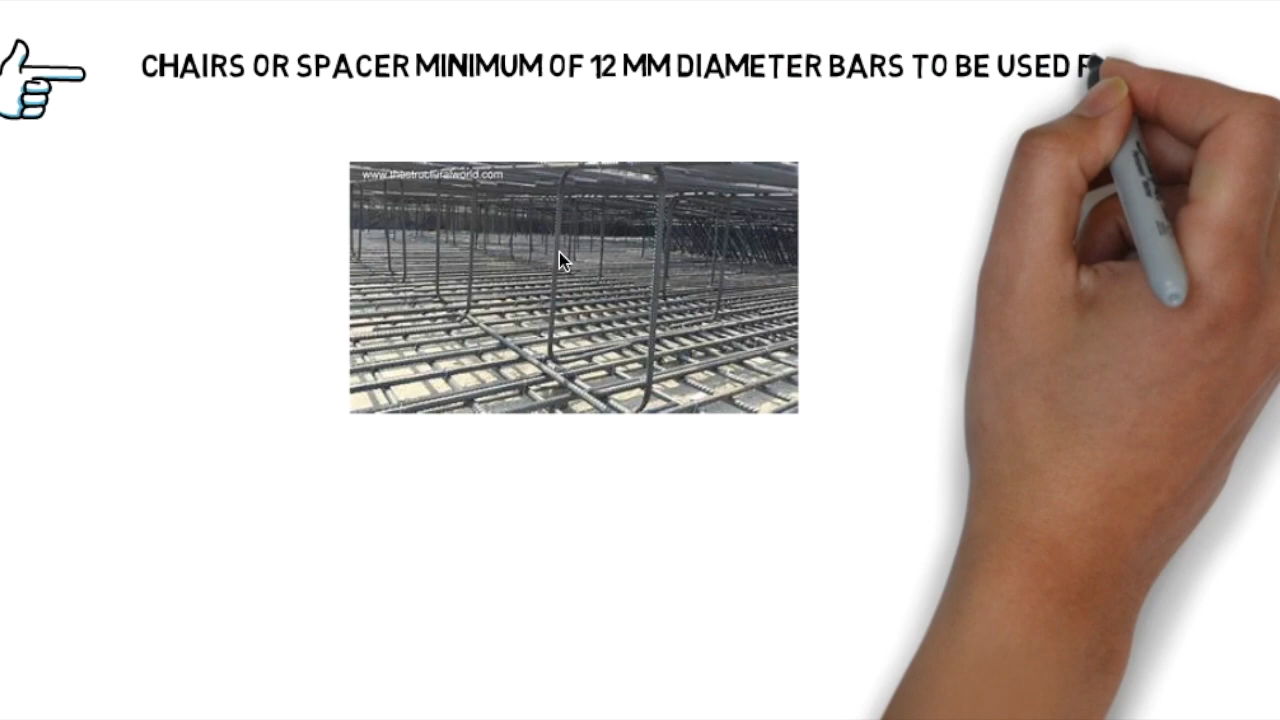 CHAIRS OR SPACER MINIMUM OF 12 MM DIAMETER BARS TO BE USED F
www.thestructuralworld.com